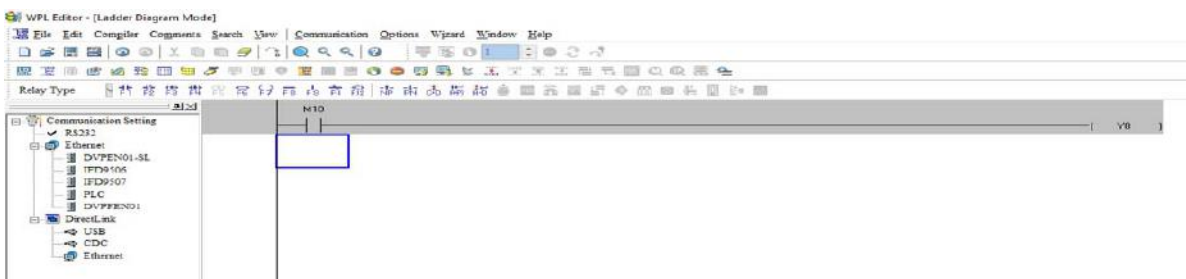 WPL Editor - [Ladder Diagram Mode]
File Edit Compiler Comments Search View Communication Options Wizard Window Help
Relay Type
M10
Y0
Communication Setting
RS232
Ethernet
DVPEN01-SL
IFD9506
IFD9507
PLC
DVPFEN01
DirectLink
USB
CDC
Ethernet